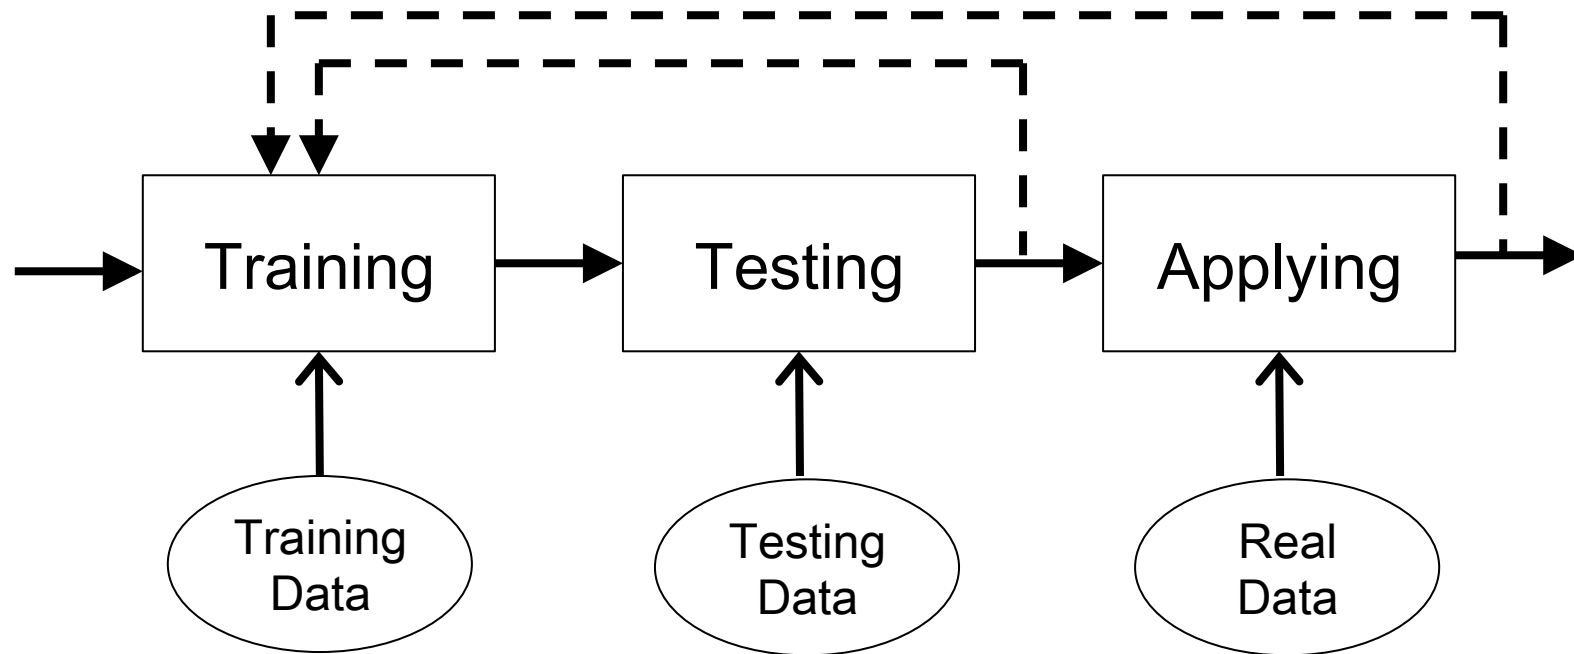 Training
Testing
Applying
Training
Data
Testing
Data
Real
Data